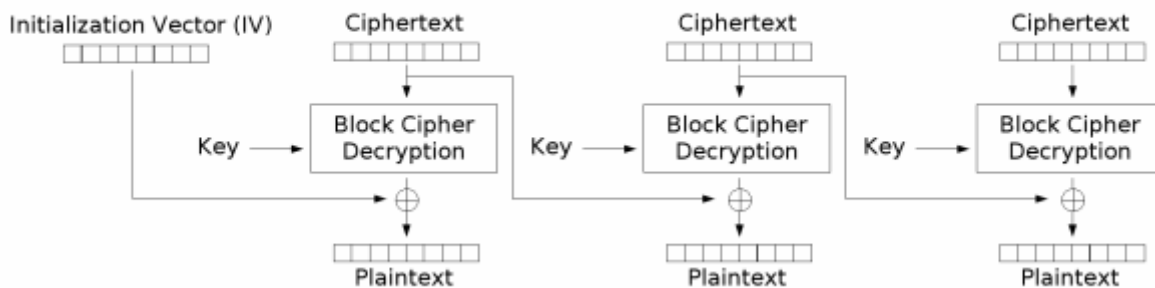 Initialization Vector (IV)
Ciphertext
Ciphertext
Ciphertext
Key
Block Cipher
Decryption
Key
Block Cipher
Decryption
Key
Block Cipher
Decryption
Plaintext
Plaintext
Plaintext